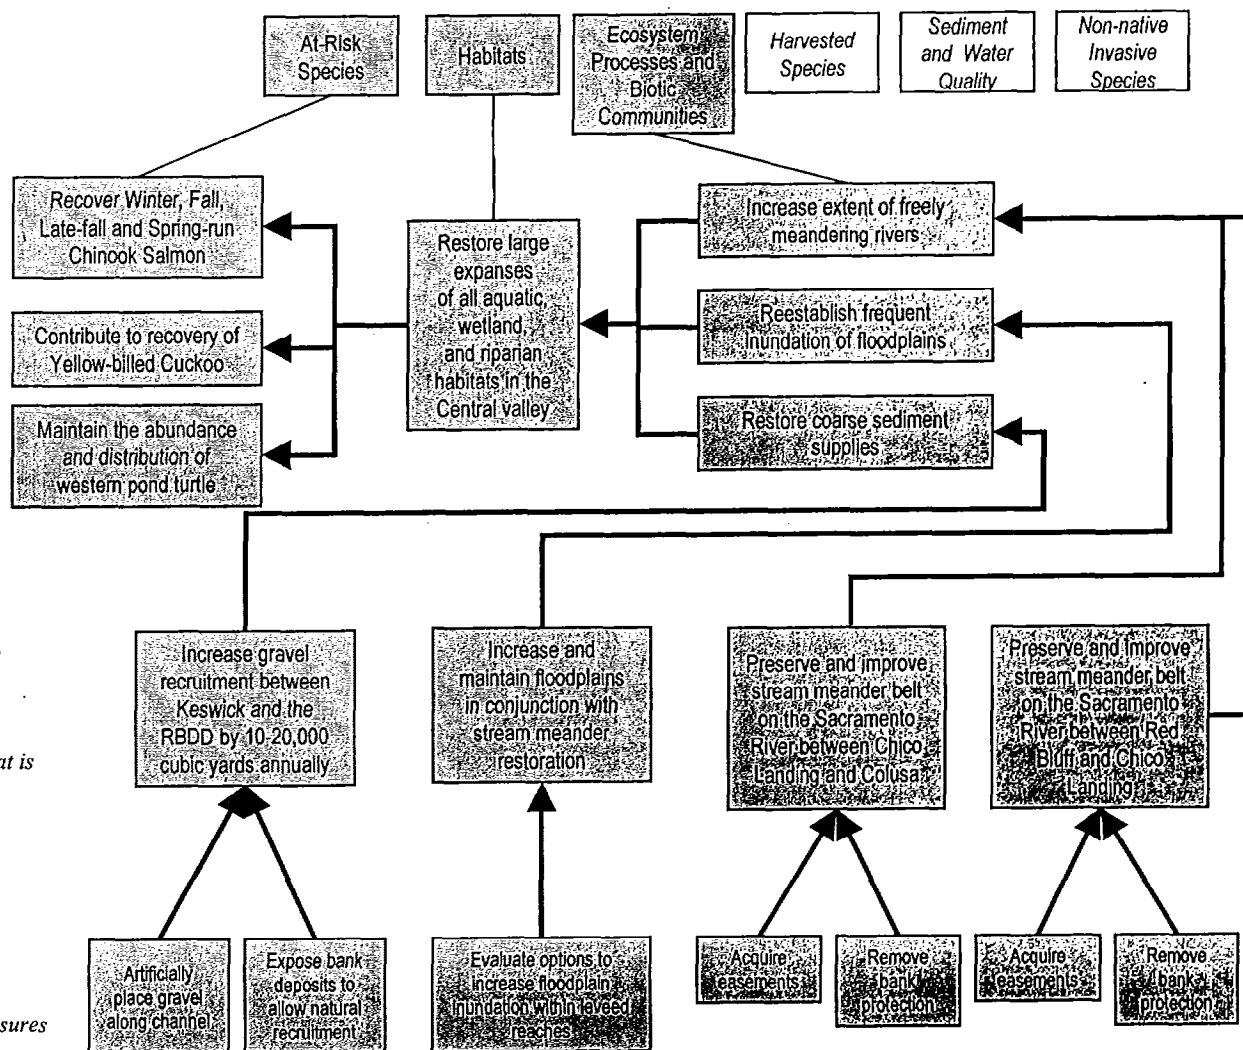 At-Risk
Species
Habitats
Ecosystem
Processes and
Biotic
Communities
Harvested
Species
Sediment
and Water
Quality
Non-native
Invasive
Species
Recover Winter, Fall,
Late-fall and Spring-run
Chinook Salmon
Contribute to recovery of
Yellow-billed Cuckoo
Maintain the abundance
and distribution of
western pond turtle
Restore large
expanses
of all aquatic,
wetland,
and riparian
habitats in the
Central valley
Increase extent of freely
meandering rivers
Reestablish frequent
Inundation of floodplains
Restore coarse sediment
supplies
Increase gravel
recruitment between
Keswick and the
RBDD by 10-20,000
cubic yards annually
Increase and
maintain floodplains
in conjunction with
stream meander
restoration
Preserve and improve
stream meander belt
on the Sacramento
River between Chico
Landing and Colusa
Preserve and improve
stream meander belt
on the Sacramento
River between Red
Bluff and Chico
Landing
at is
Artificially
place gravel
along channel
Expose bank
deposits to
allow natural
recruitment
Evaluate options to
increase floodplain
inundation within leveed
reaches
Acquire
easements
Remove
bank
protection
Acquire
easements
Remove
bank
protection
sures